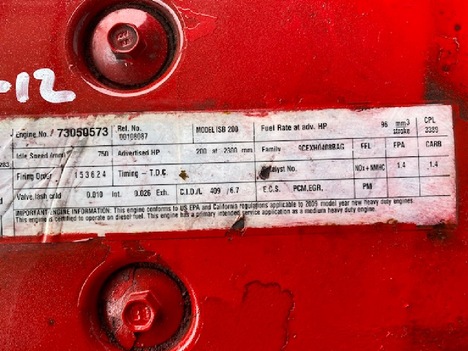 -12
Engine No. 73050573 Ref. No. 00108087 MODEL ISB 200 Fuel Rate at adv. HP 96 mm3 stroke CPL 3389
Idle Speed 750 Advertised HP 200 at 2300 Family FEL EPA CARB
Firing Order 153624 Timing - T.D.C. Catalyst No. NOx + NMHC 1.4 1.4
Valve lash cold 0.010 Int. 0.026 Exh. C.I.D./L. 409 /6.7 E.C.S. PCM,EGR, PM
IMPORTANT ENGINE INFORMATION: This engine conforms to US EPA and California regulations applicable to 2009 model year new heavy duty engines.
This engine is certified to operate on diesel fuel. This engine has a primary intended service application as a medium heavy duty engine.